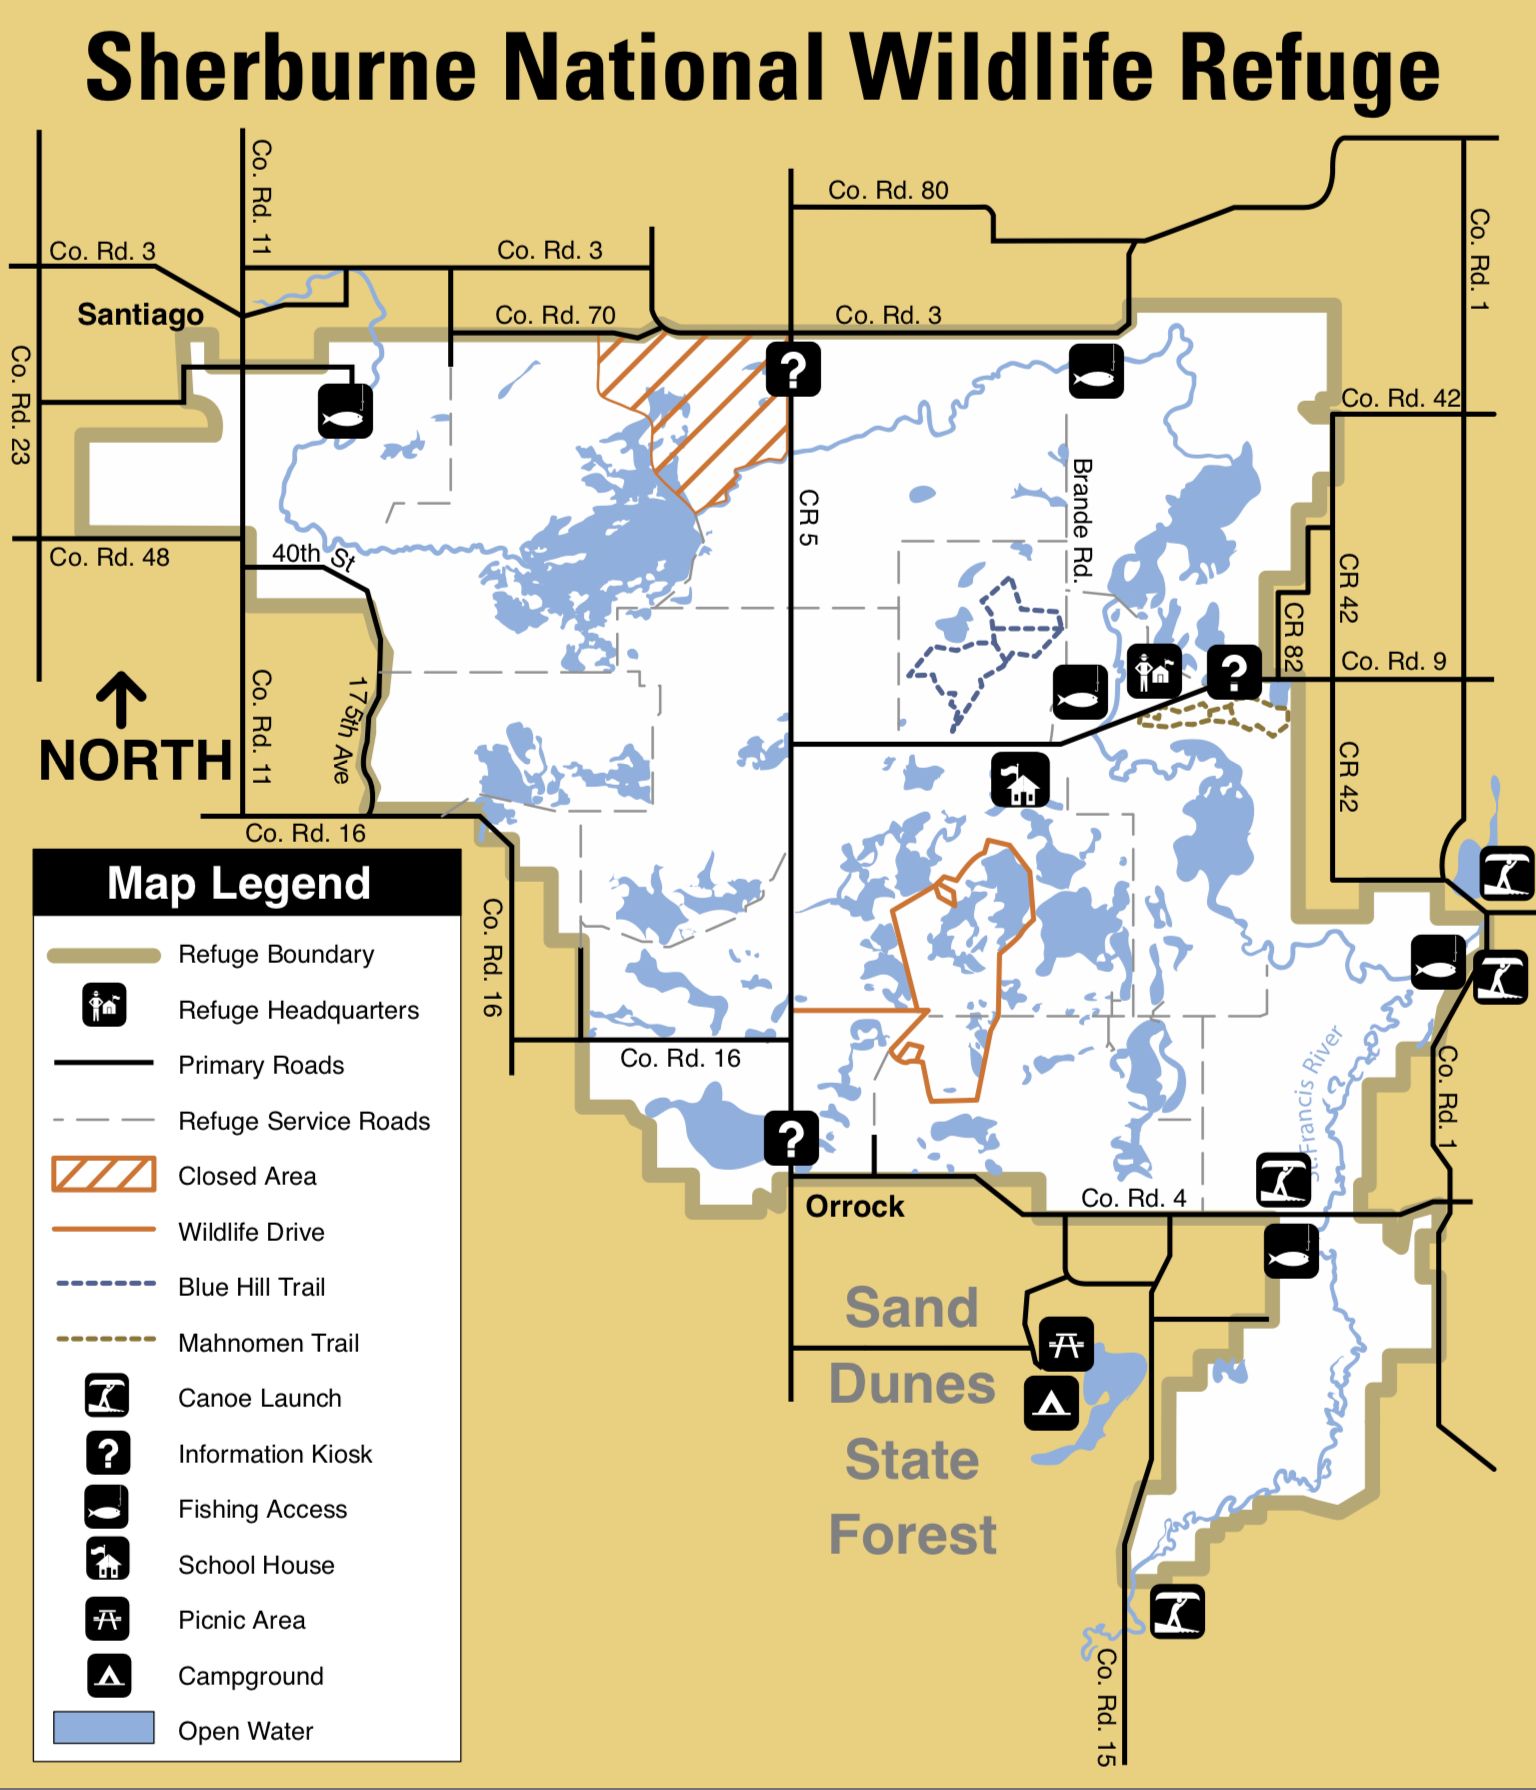 Sherburne National Wildlife Refuge
Co. Rd. 11
Co. Rd. 80
Co. Rd. 3
Co. Rd. 3
Co. Rd. 1
Santiago
Co. Rd. 70
Co. Rd. 3
Co. Rd. 23
?
Co. Rd. 42
Brande Rd.
CR 5
Co. Rd. 48
40th St
CR 42
CR 82
Co. Rd. 9
?
NORTH
Co. Rd. 11
175th Ave
CR 42
Co. Rd. 16
Co. Rd. 16
Co. Rd. 16
St. Francis River
Co. Rd. 1
?
Orrock
Co. Rd. 4
Sand
Dunes
State
Forest
Co. Rd. 15
Map Legend
Refuge Boundary
Refuge Headquarters
Primary Roads
Refuge Service Roads
Closed Area
Wildlife Drive
Blue Hill Trail
Mahnomen Trail
Canoe Launch
?
Information Kiosk
Fishing Access
School House
Picnic Area
Campground
Open Water